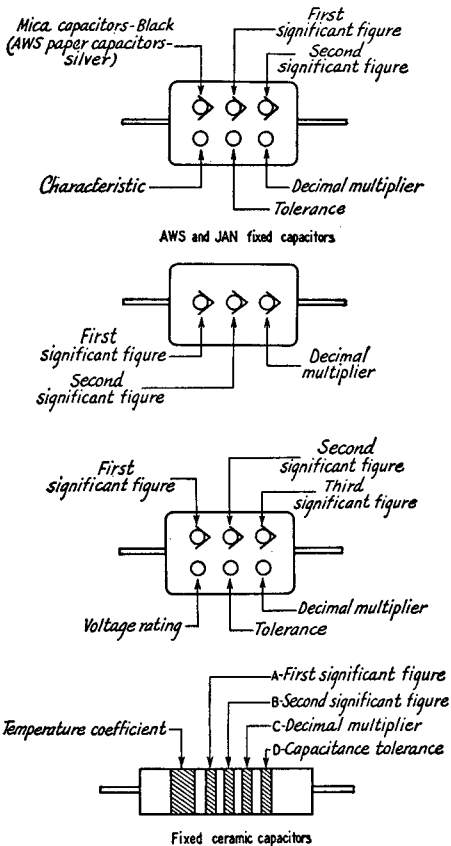 Mica capacitors-Black
(AWS paper capacitors-
silver)
First
significant figure
Second
significant figure
Characteristic
Decimal multiplier
Tolerance
AWS and JAN fixed capacitors
First
significant figure
Second
significant figure
Decimal
multiplier
First
significant figure
Second
significant figure
Third
significant figure
Voltage rating
Tolerance
Decimal multiplier
A-First significant figure
B-Second significant figure
Temperature coefficient
C-Decimal multiplier
D-Capacitance tolerance
Fixed ceramic capacitors